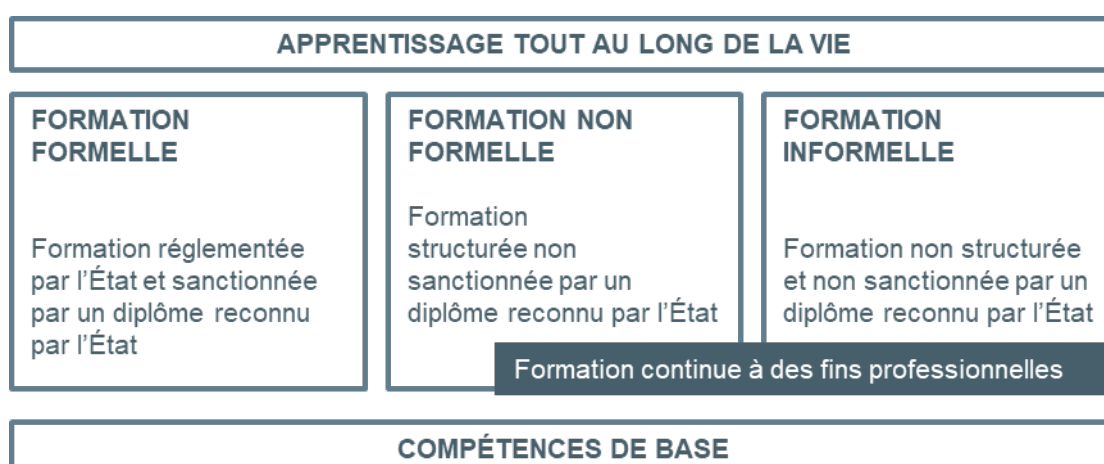 APPRENTISSAGE TOUT AU LONG DE LA VIE
FORMATION
FORMELLE
Formation réglementée
par l'État et sanctionnée
par un diplôme reconnu
par l'État
FORMATION NON
FORMELLE
Formation
structurée non
sanctionnée par un
diplôme reconnu par l'État
FORMATION
INFORMELLE
Formation non structurée
et non sanctionnée par un
diplôme reconnu par l'État
Formation continue à des fins professionnelles
COMPÉTENCES DE BASE